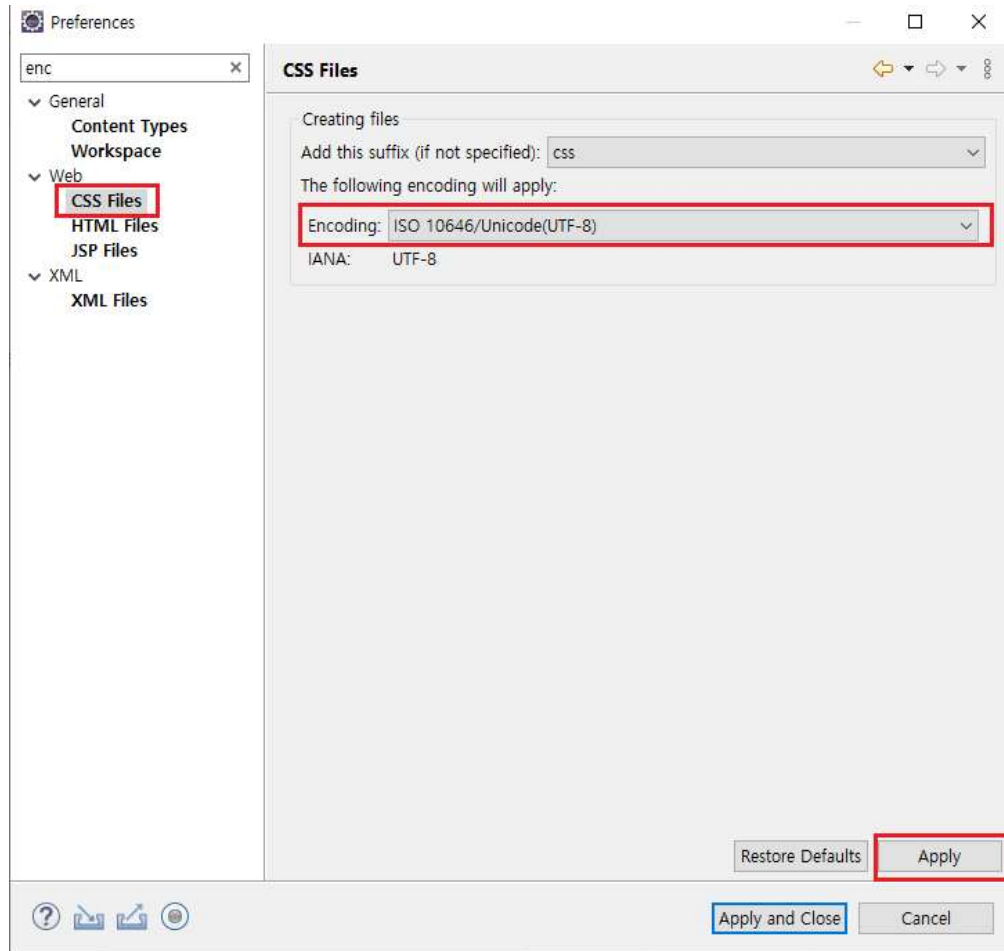 Preferences
enc
General
Content Types
Workspace
Web
CSS Files
HTML Files
JSP Files
XML
XML Files
CSS Files
Creating files
Add this suffix (if not specified): css
The following encoding will apply:
Encoding: ISO 10646/Unicode(UTF-8)
IANA: UTF-8
Restore Defaults Apply
Apply and Close Cancel